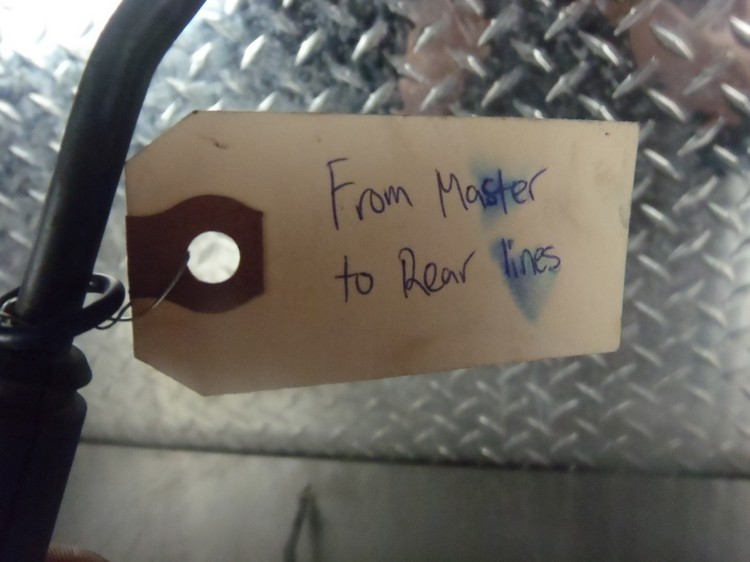 From Master
to Rear lines